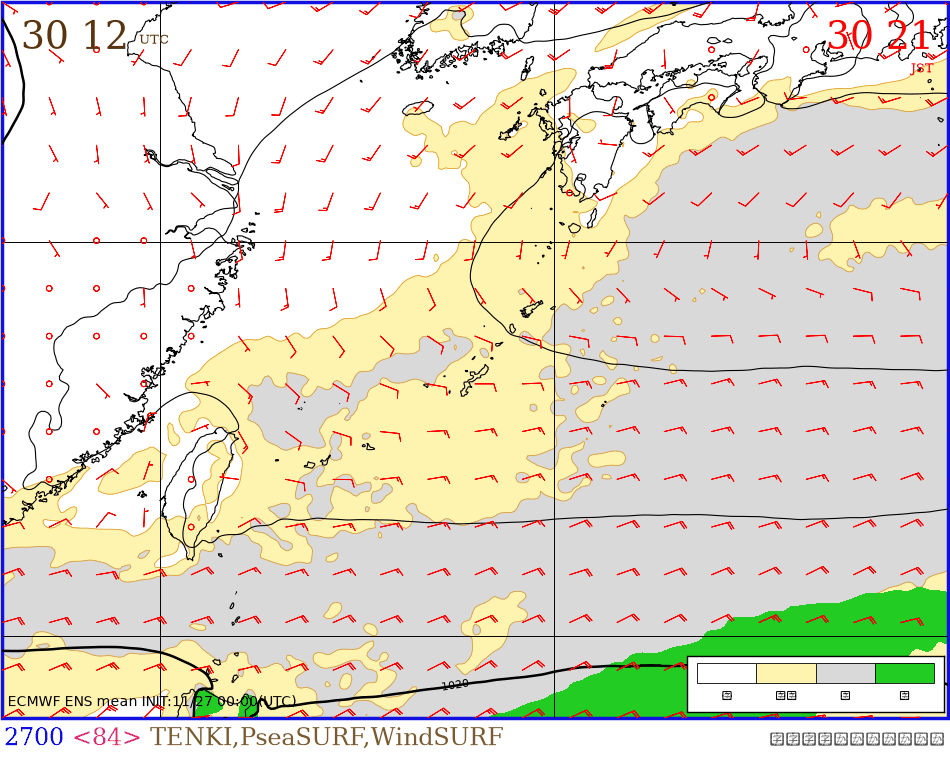 30 12 UTC
30 21 JST
1020
ECMWF ENS mean INIT:11/27 00:00(UTC)
2700 <84> TENKI,PseaSURF,WindSURF